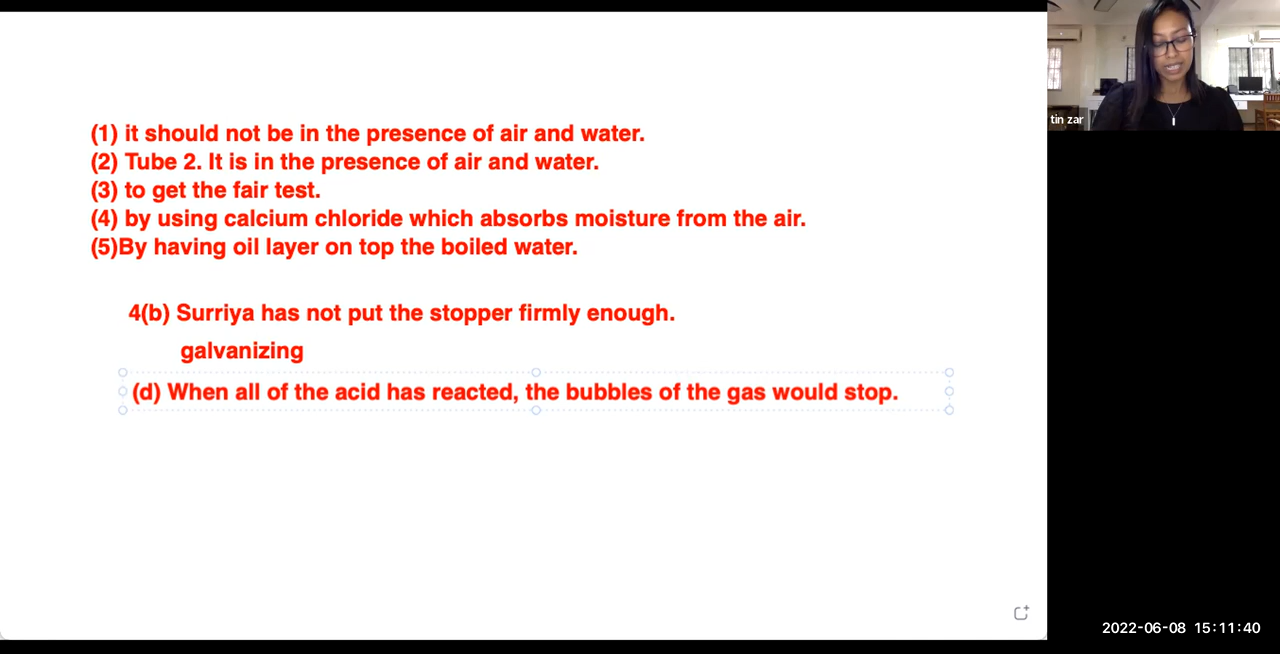 (1) it should not be in the presence of air and water.
(2) Tube 2. It is in the presence of air and water.
(3) to get the fair test.
(4) by using calcium chloride which absorbs moisture from the air.
(5)By having oil layer on top the boiled water.
4(b) Surriya has not put the stopper firmly enough.
galvanizing
(d) When all of the acid has reacted, the bubbles of the gas would stop.
tin zar
2022-06-08 15:11:40